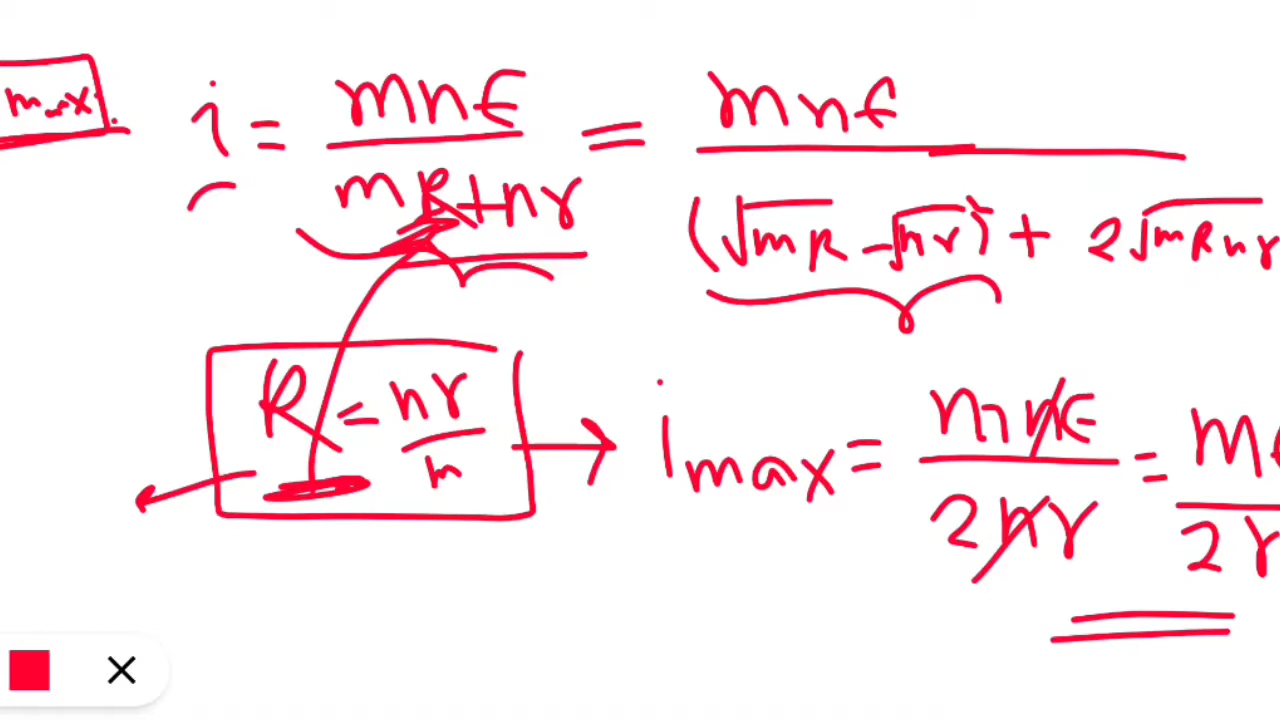 max.
i = mnE / mR+nr = mnE / (√mR - √nr)² + 2√mRnr
R = nr / m → imax = mnE / 2nr = mE / 2r